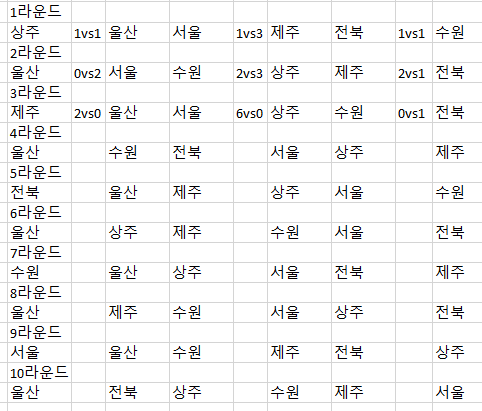 1라운드
상주 1vs1 울산 서울 1vs3 제주 전북 1vs1 수원
2라운드
울산 0vs2 서울 수원 2vs3 상주 제주 2vs1 전북
3라운드
제주 2vs0 울산 서울 6vs0 상주 수원 0vs1 전북
4라운드
울산 수원 전북 서울 상주 제주
5라운드
전북 울산 제주 상주 서울 수원
6라운드
울산 상주 제주 수원 서울 전북
7라운드
수원 울산 상주 서울 전북 제주
8라운드
울산 제주 수원 서울 상주 전북
9라운드
서울 울산 수원 제주 전북 상주
10라운드
울산 전북 상주 수원 제주 서울